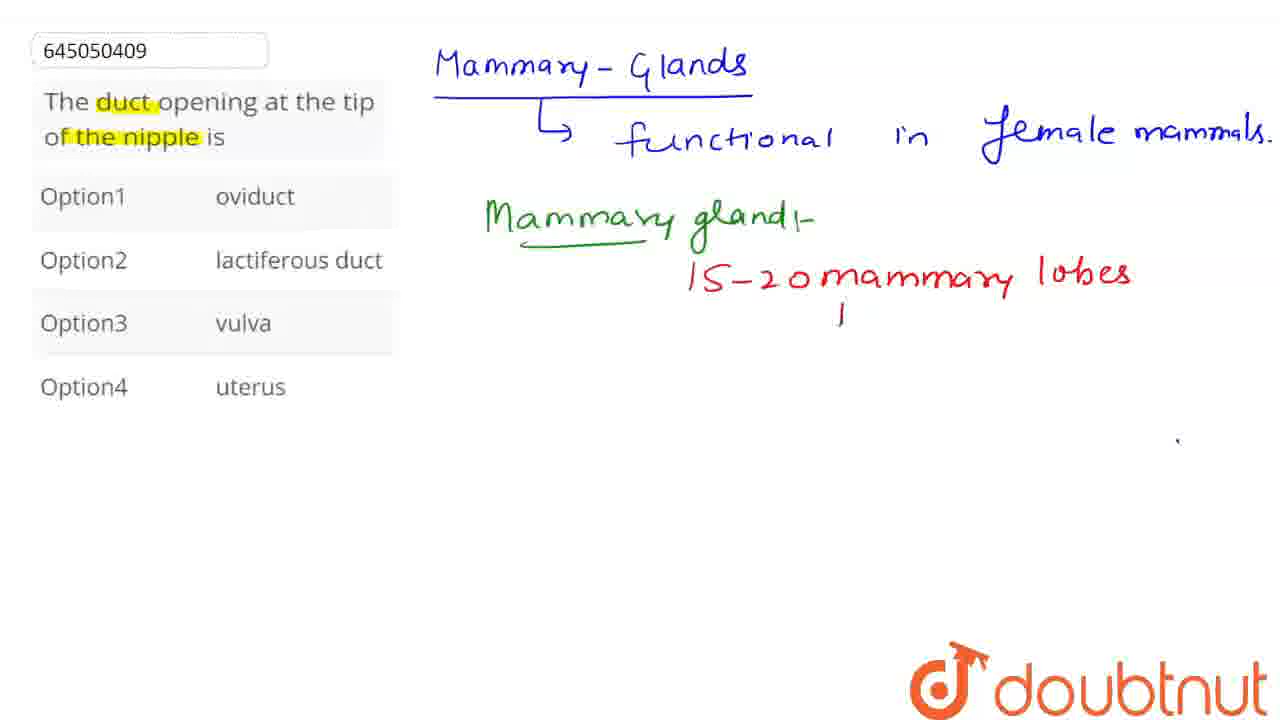 645050409
The duct opening at the tip
of the nipple is
Option1 oviduct
Option2 lactiferous duct
Option3 vulva
Option4 uterus
Mammary - Glands
functional in female mammals.
Mammary gland:-
15-20 mammary lobes
doubtnut